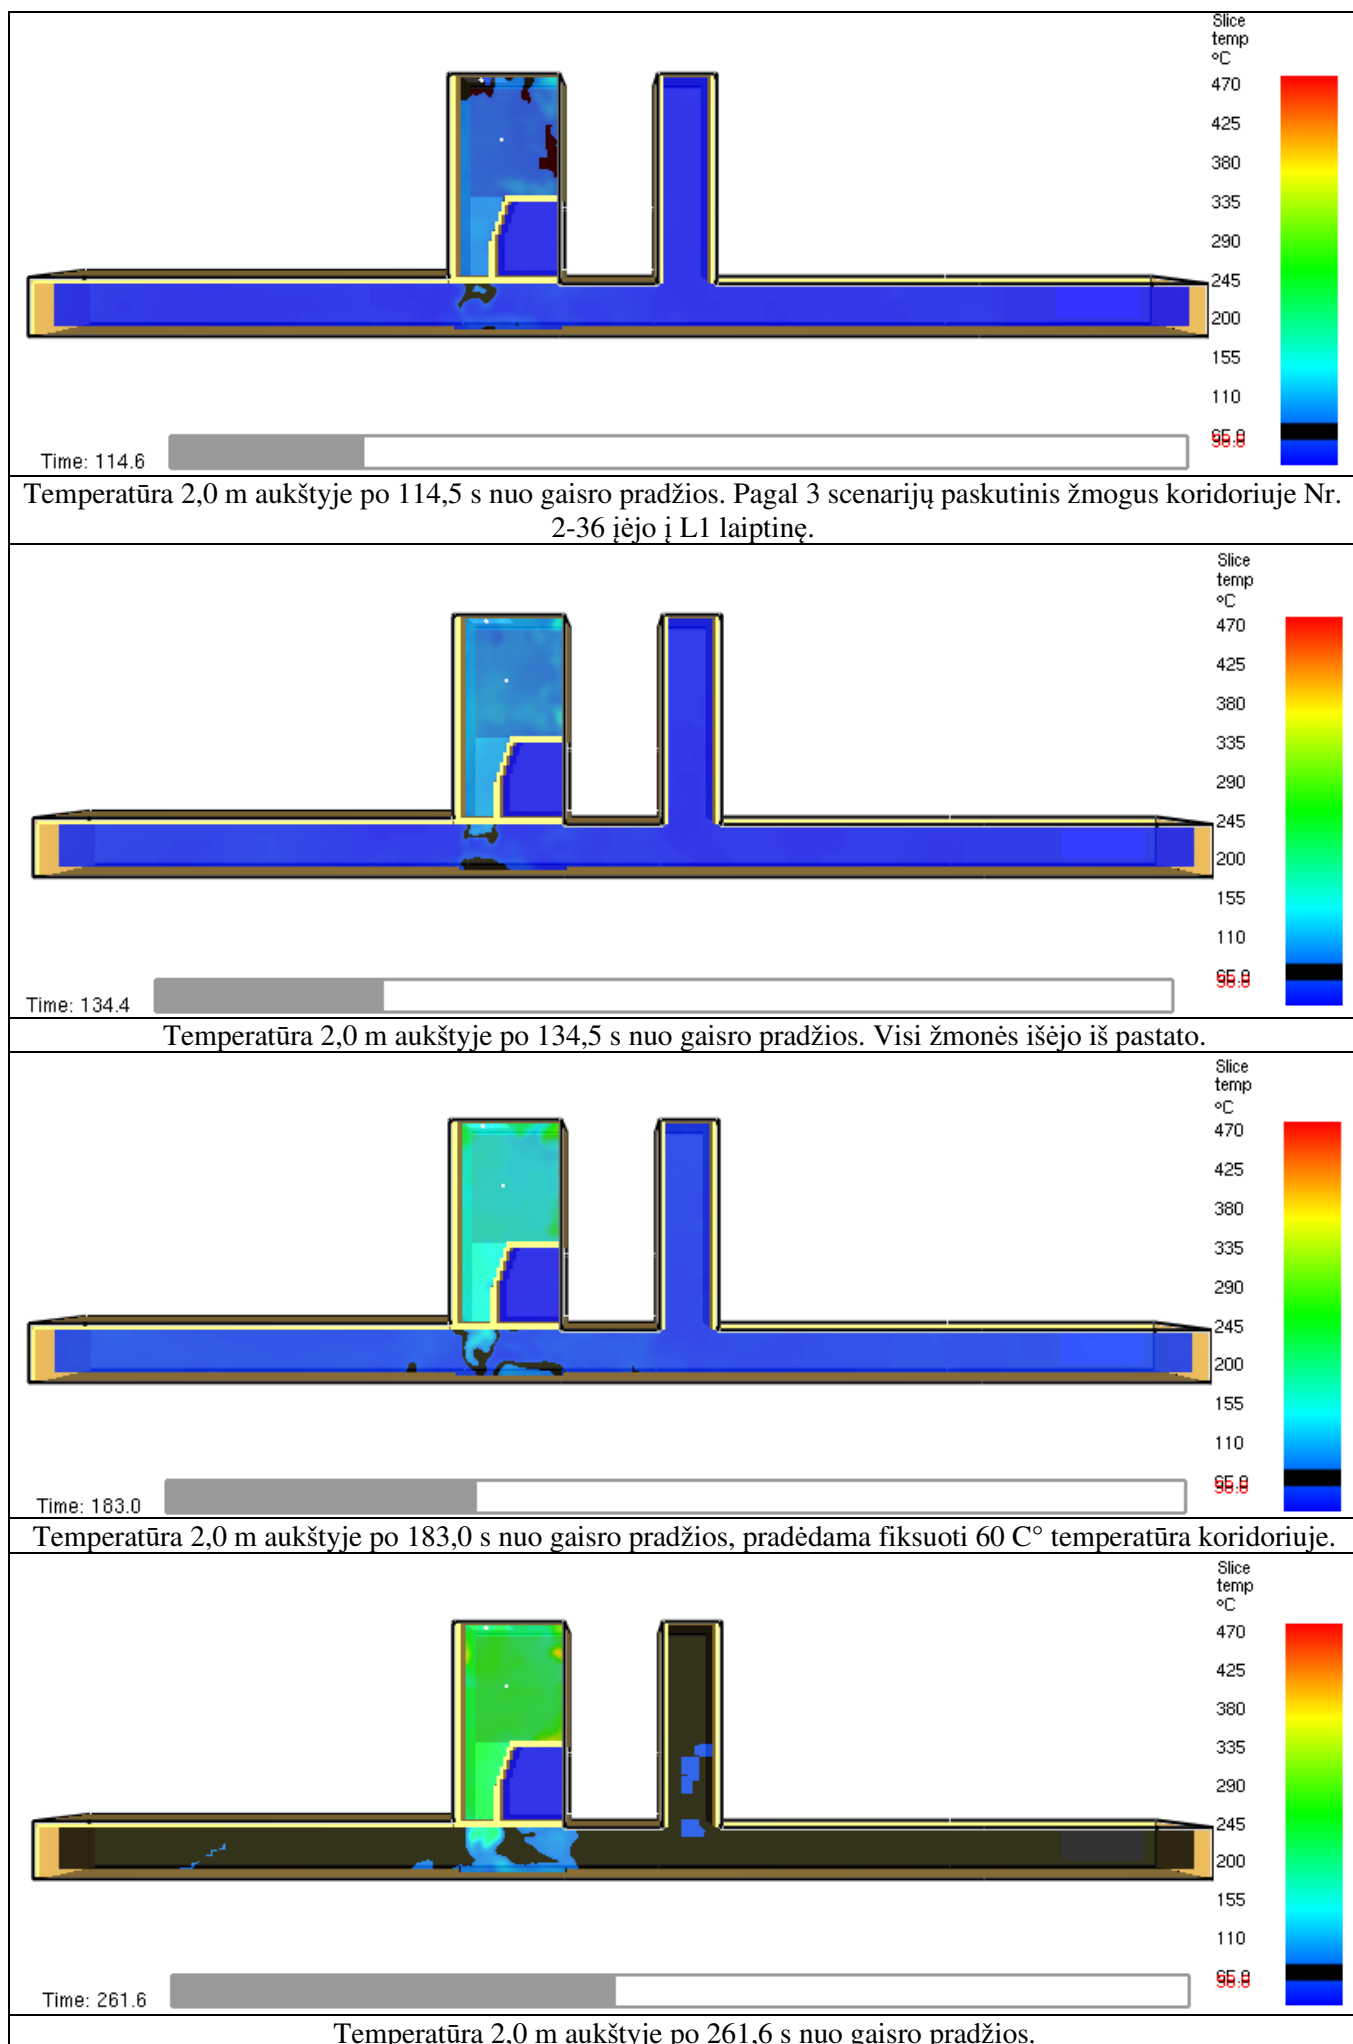 Slice
temp
°C
470
425
380
335
290
245
200
155
110
Time: 114.6
Temperatūra 2,0 m aukštyje po 114,5 s nuo gaisro pradžios. Pagal 3 scenarijų paskutinis žmogus koridoriuje Nr.
2-36 įėjo į L1 laiptinę.
Slice
temp
°C
470
425
380
335
290
245
200
155
110
Time: 134.4
Temperatūra 2,0 m aukštyje po 134,5 s nuo gaisro pradžios. Visi žmonės išėjo iš pastato.
Slice
temp
°C
470
425
380
335
290
245
200
155
110
Time: 183.0
Temperatūra 2,0 m aukštyje po 183,0 s nuo gaisro pradžios, pradėdama fiksuoti 60 C° temperatūra koridoriuje.
Slice
temp
°C
470
425
380
335
290
245
200
155
110
Time: 261.6
Temperatūra 2,0 m aukštyje po 261,6 s nuo gaisro pradžios.